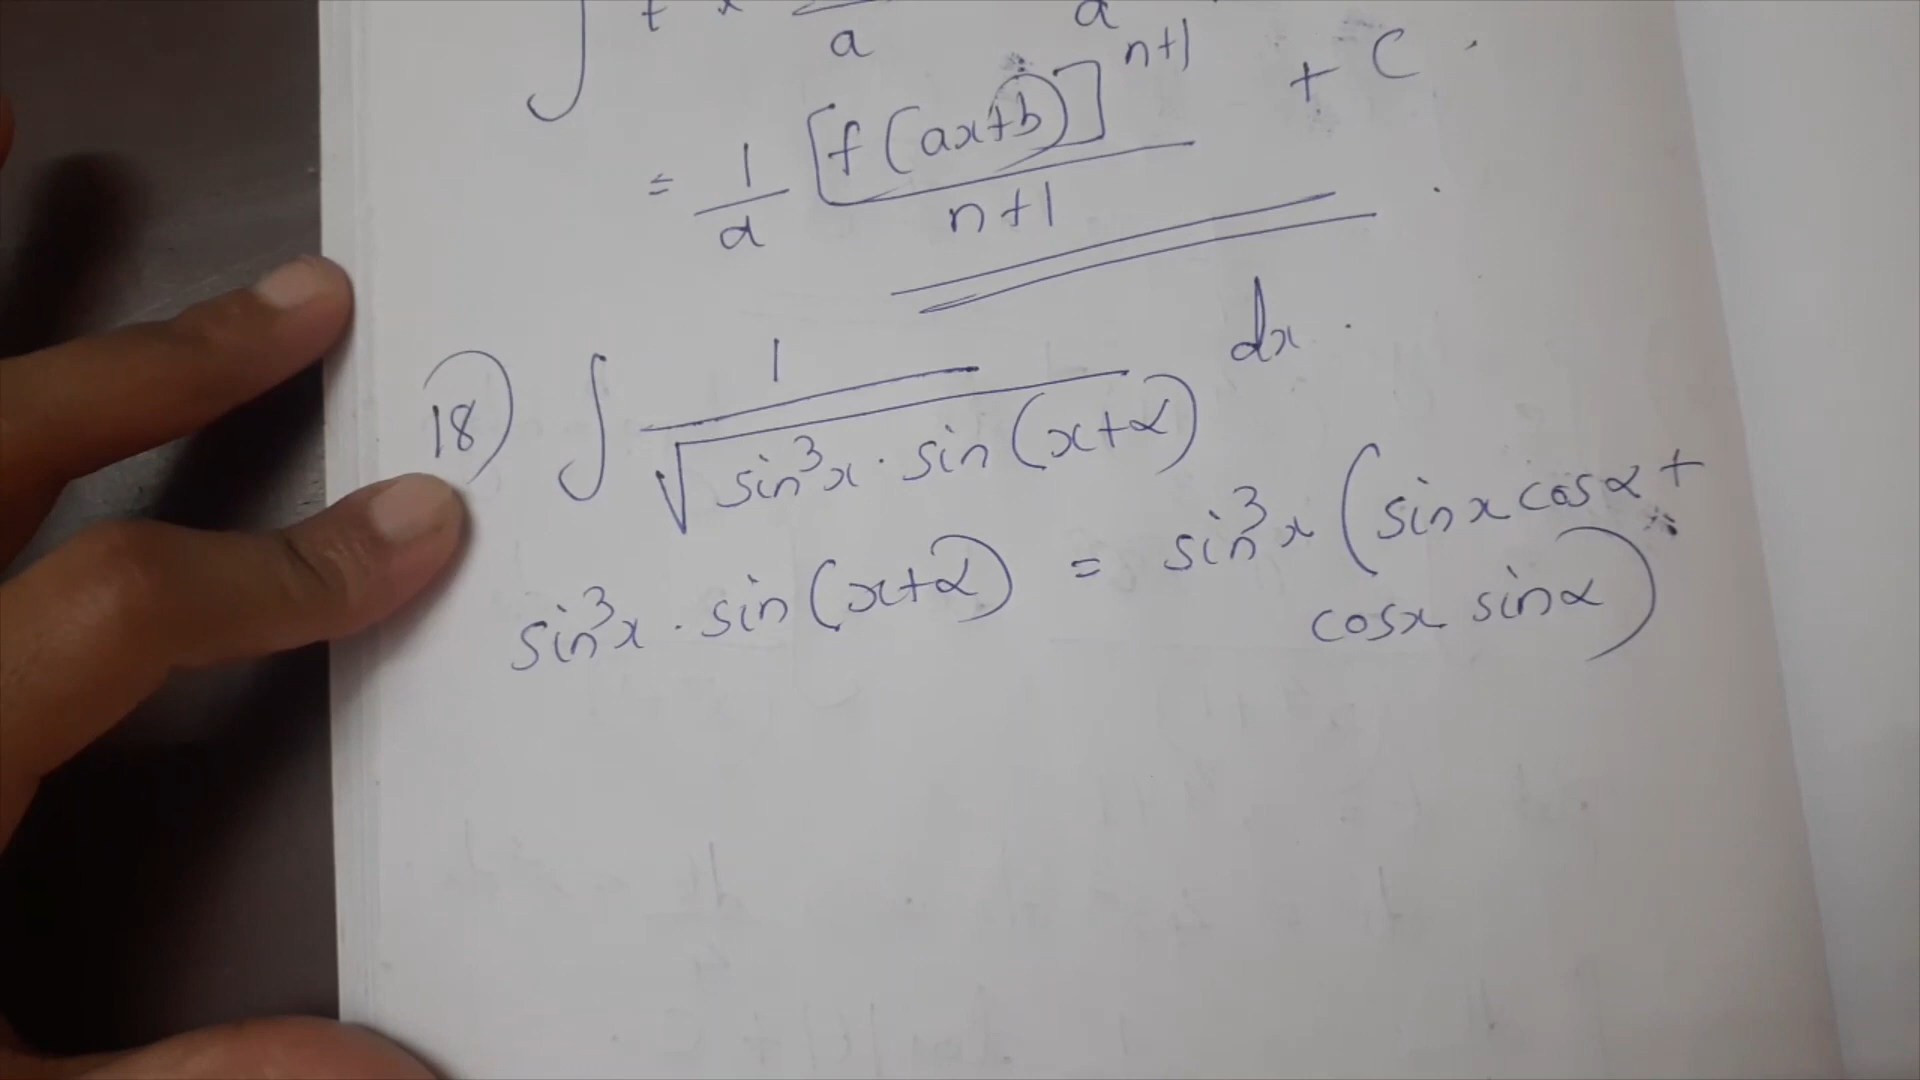 ∫ t × —/a a
= 1/a [f(ax+b)]^(n+1)/(n+1) + C.
18) ∫ 1/√(sin³x · sin(x+α)) dx.
sin³x · sin(x+α) = sin³x (sinx cosα +
cosx sinα)